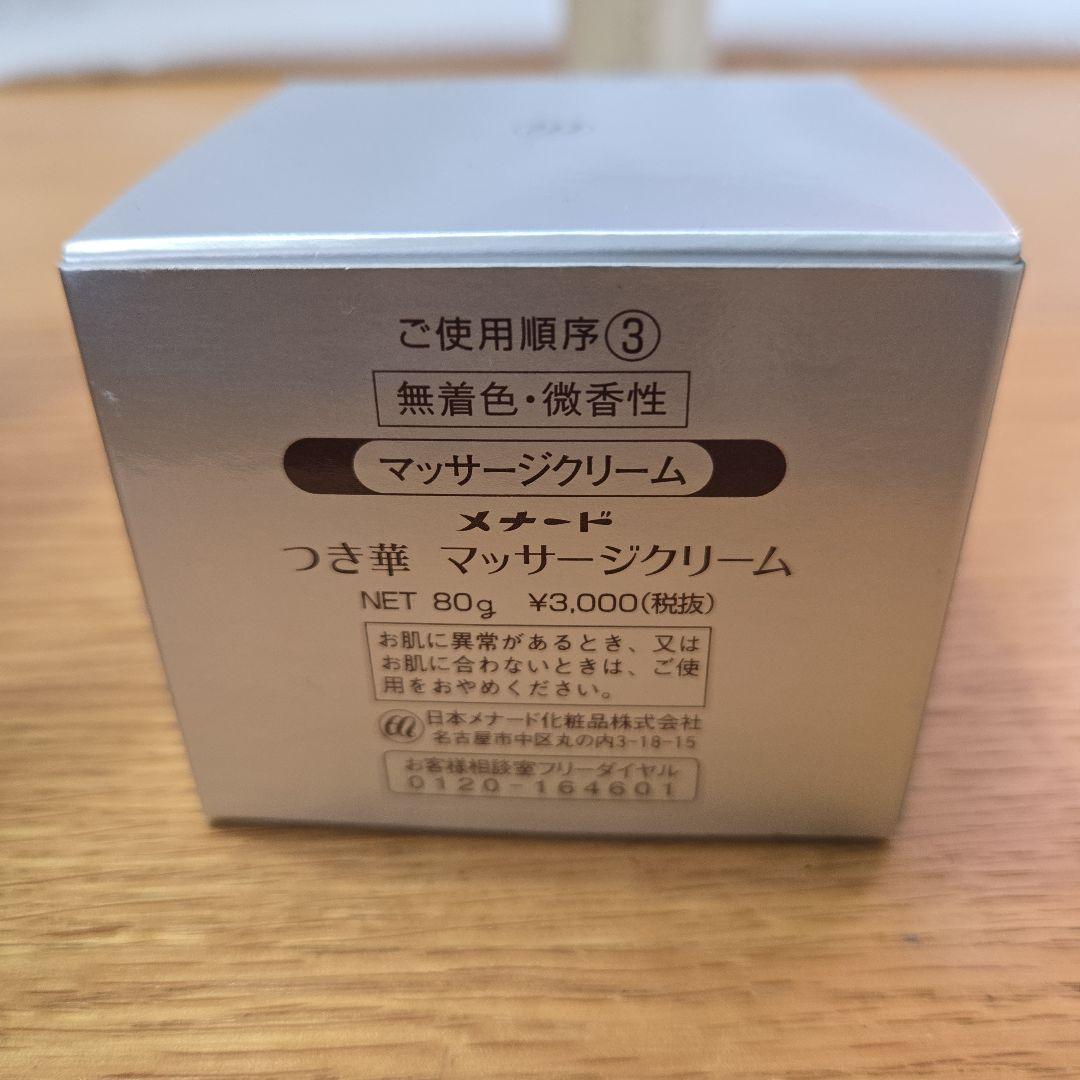 ご使用順序③
無着色・微香性
マッサージクリーム
メナード
つき華 マッサージクリーム
NET 80g ¥3,000(税抜)
お肌に異常があるとき、又は
お肌に合わないときは、ご使
用をおやめください。
日本メナード化粧品株式会社
名古屋市中区丸の内3-18-15
お客様相談室フリーダイヤル
0120-164601